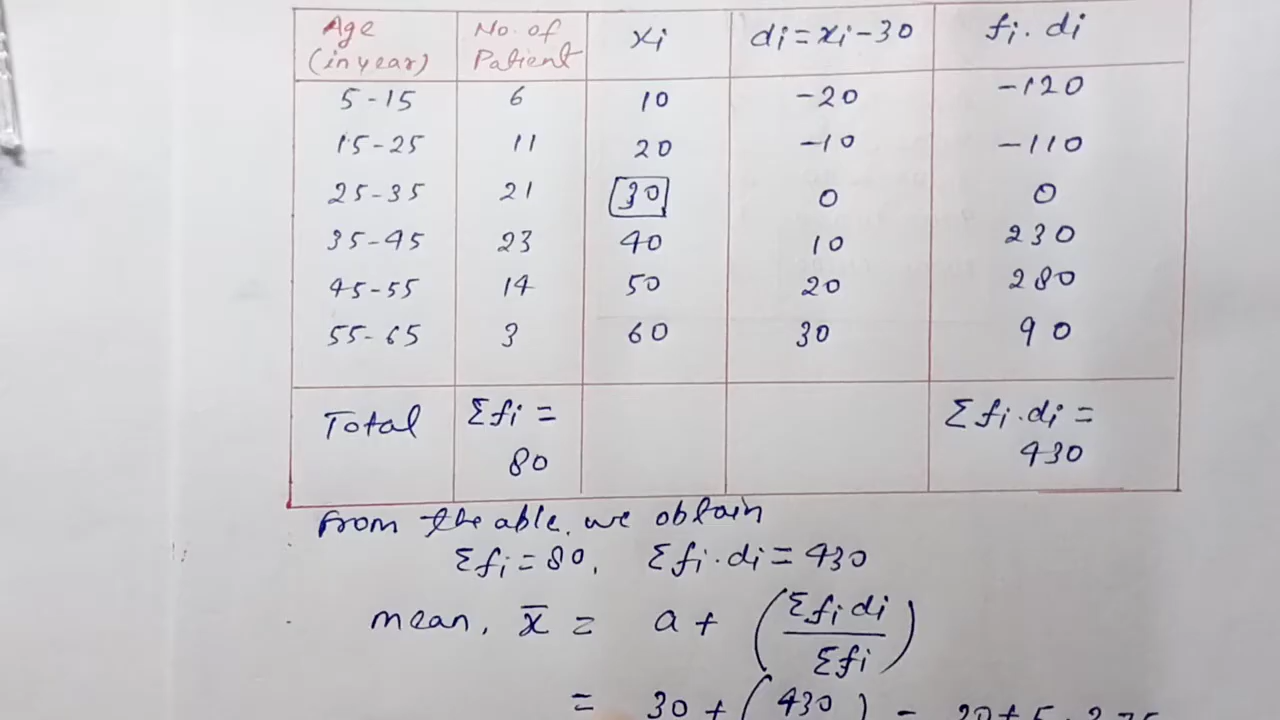 Age (in year) No. of Patient xi di = xi - 30 fi . di
5 - 15 6 10 -20 -120
15 - 25 11 20 -10 -110
25 - 35 21 30 0 0
35 - 45 23 40 10 230
45 - 55 14 50 20 280
55 - 65 3 60 30 90
Total Σfi = 80 Σfi . di = 430
From the able, we obtain
Σfi = 80, Σfi . di = 430
mean, x̅ = a + (Σfi di / Σfi)
= 30 + (430